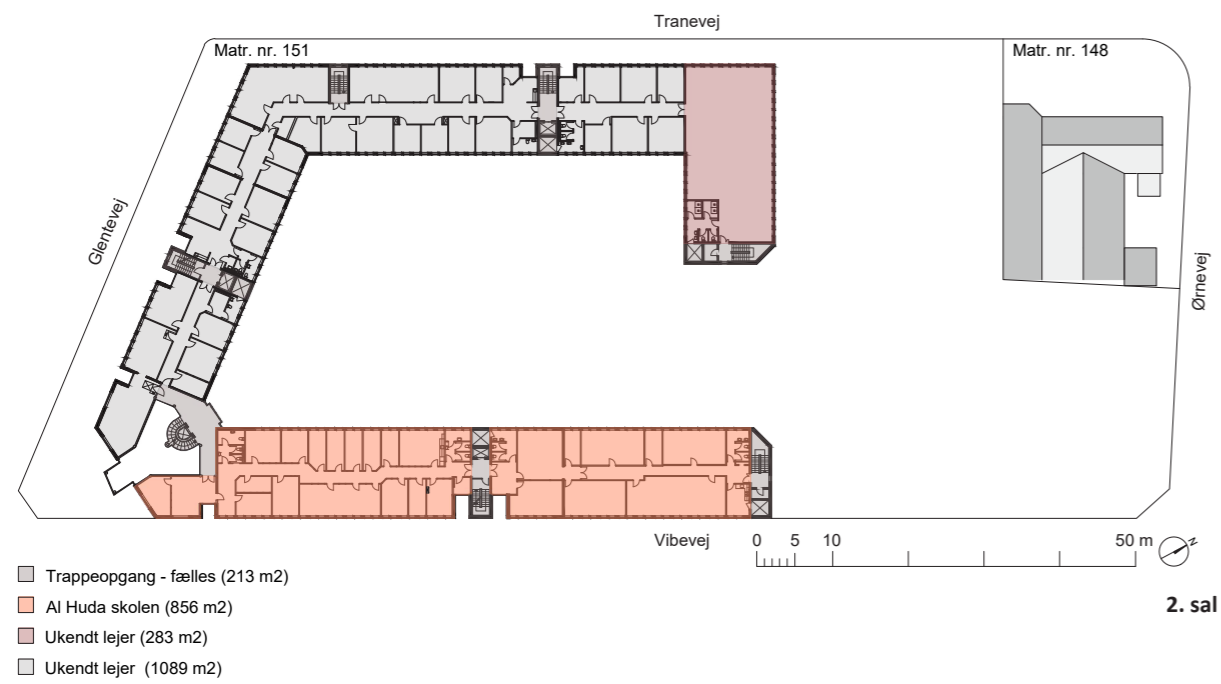 Tranevej
Matr. nr. 151
Matr. nr. 148
Glentevej
Ørnevej
Vibevej
0 5 10 50 m
N
2. sal
Trappeopgang - fælles (213 m2)
Al Huda skolen (856 m2)
Ukendt lejer (283 m2)
Ukendt lejer (1089 m2)